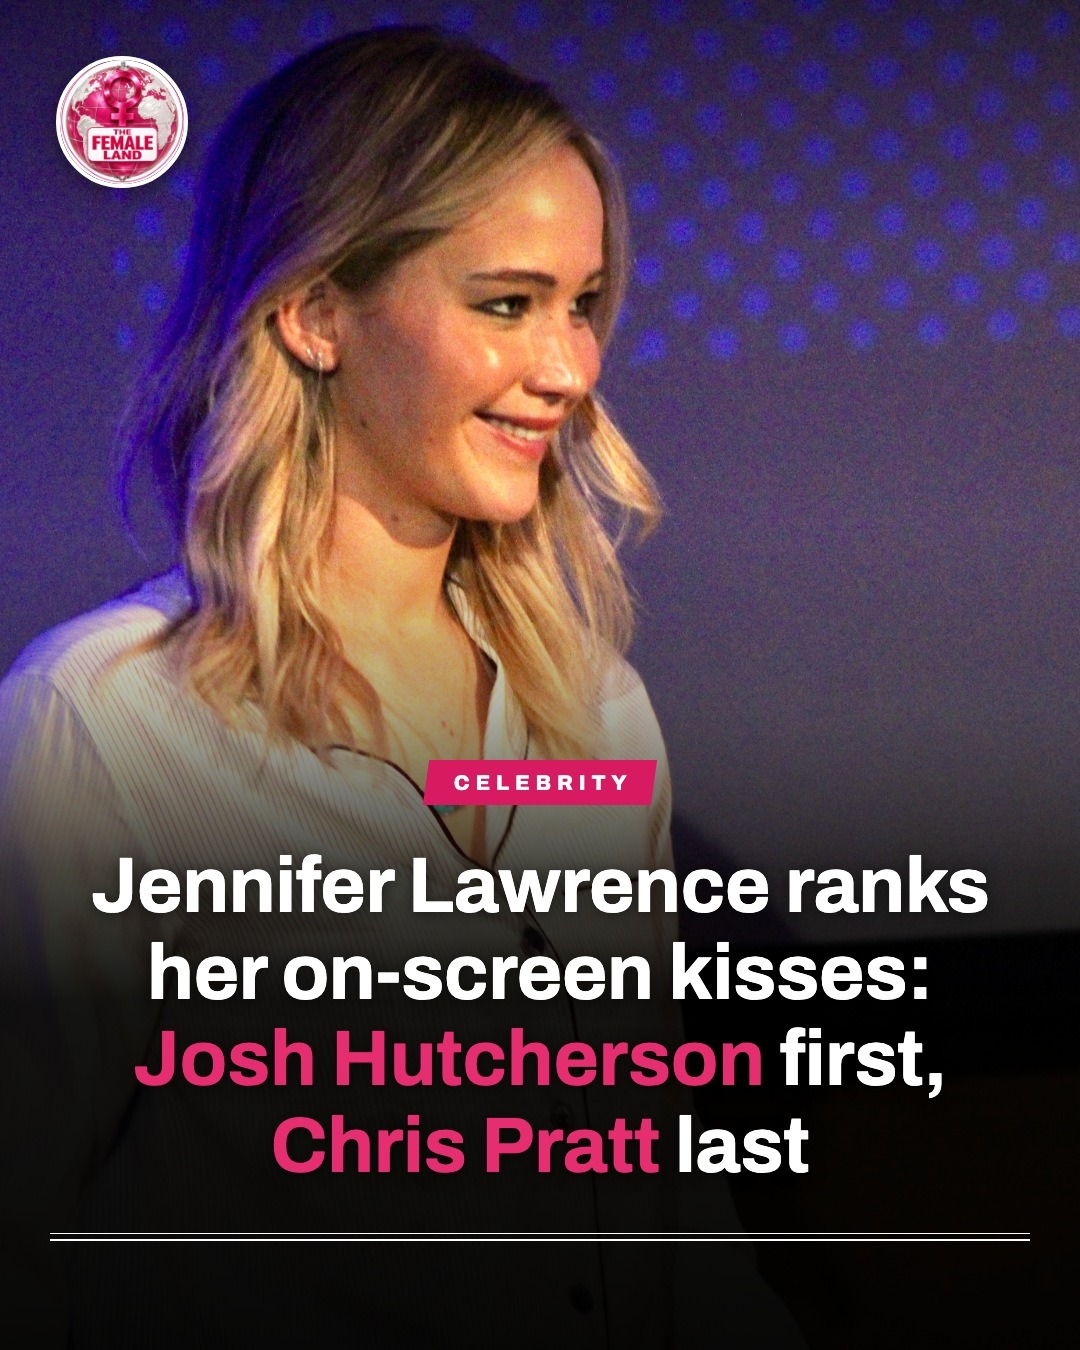 THE
FEMALE
LAND
CELEBRITY
Jennifer Lawrence ranks
her on-screen kisses:
Josh Hutcherson first,
Chris Pratt last